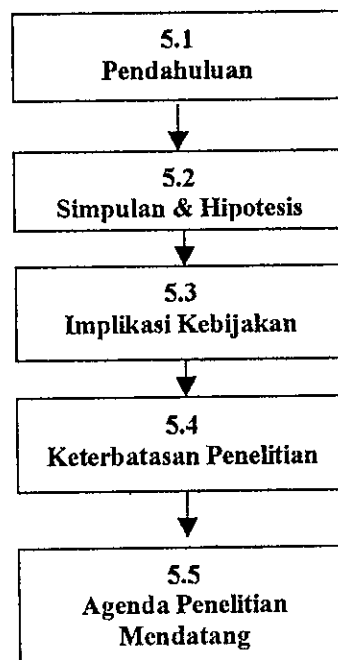 5.1
Pendahuluan
5.2
Simpulan & Hipotesis
5.3
Implikasi Kebijakan
5.4
Keterbatasan Penelitian
5.5
Agenda Penelitian
Mendatang